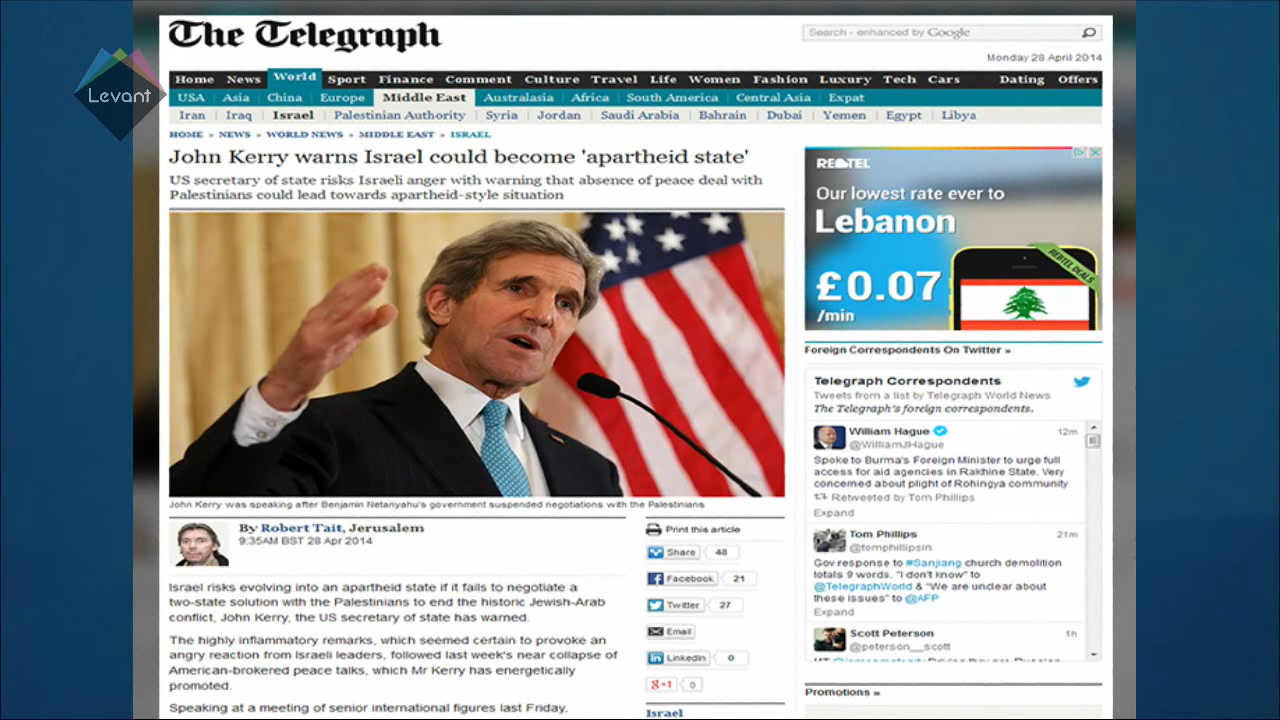 The Telegraph
Search - enhanced by Google
Monday 28 April 2014
Levant
Home News World Sport Finance Comment Culture Travel Life Women Fashion Luxury Tech Cars Dating Offers
USA Asia China Europe Middle East Australasia Africa South America Central Asia Expat
Iran Iraq Israel Palestinian Authority Syria Jordan Saudi Arabia Bahrain Dubai Yemen Egypt Libya
HOME » NEWS » WORLD NEWS » MIDDLE EAST » ISRAEL
John Kerry warns Israel could become 'apartheid state'
US secretary of state risks Israeli anger with warning that absence of peace deal with
Palestinians could lead towards apartheid-style situation
John Kerry was speaking after Benjamin Netanyahu's government suspended negotiations with the Palestinians
By Robert Tait, Jerusalem
9:35AM BST 28 Apr 2014
Israel risks evolving into an apartheid state if it fails to negotiate a
two-state solution with the Palestinians to end the historic Jewish-Arab
conflict, John Kerry, the US secretary of state has warned.
The highly inflammatory remarks, which seemed certain to provoke an
angry reaction from Israeli leaders, followed last week's near collapse of
American-brokered peace talks, which Mr Kerry has energetically
promoted.
Speaking at a meeting of senior international figures last Friday,
Print this article
Share 48
Facebook 21
Twitter 27
Email
LinkedIn 0
g+1 0
Israel
REBTEL
Our lowest rate ever to
Lebanon
£0.07
/min
REBTEL DEALS
Foreign Correspondents On Twitter »
Telegraph Correspondents
Tweets from a list by Telegraph World News
The Telegraph's foreign correspondents.
William Hague 12m
@WilliamJHague
Spoke to Burma's Foreign Minister to urge full
access for aid agencies in Rakhine State. Very
concerned about plight of Rohingya community
Retweeted by Tom Phillips
Expand
Tom Phillips 21m
@tomphillipsin
Gov response to #Sanjiang church demolition
totals 9 words. "I don't know" to
@TelegraphWorld & "We are unclear about
these issues" to @AFP
Expand
Scott Peterson 1h
@peterson__scott
Promotions »